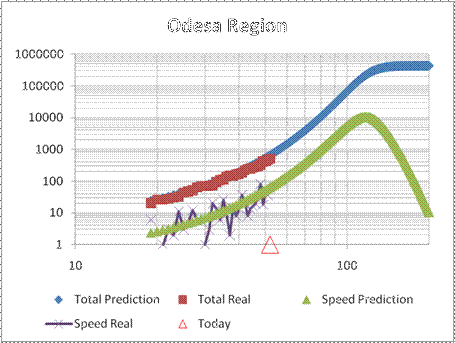 Odesa Region
1000000
100000
10000
1000
100
10
1
10 100
Total Prediction Total Real Speed Prediction
Speed Real Today